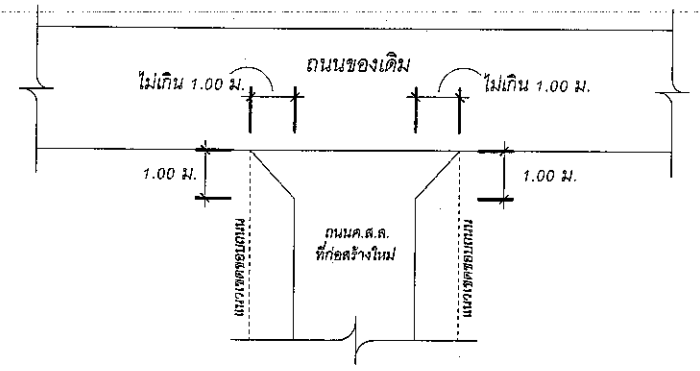 ถนนของเดิม
ไม่เกิน 1.00 ม.
ไม่เกิน 1.00 ม.
1.00 ม.
1.00 ม.
แนวเขตขอบถนน
ถนนค.ส.ล.
ที่ก่อสร้างใหม่
แนวเขตขอบถนน